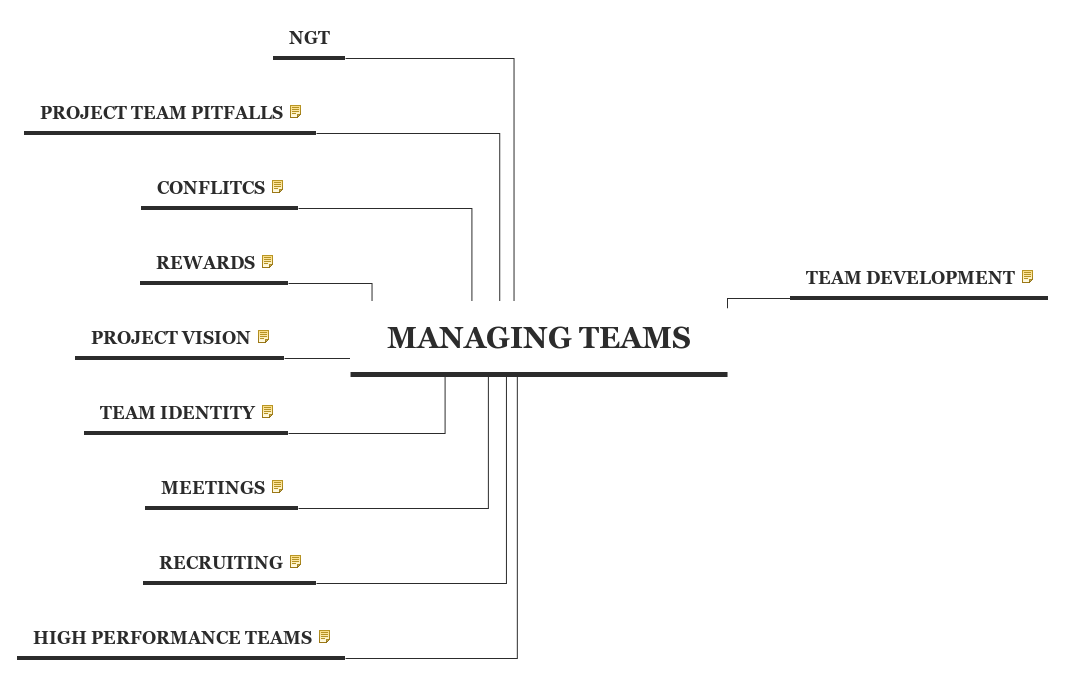 NGT
PROJECT TEAM PITFALLS
CONFLITCS
REWARDS
TEAM DEVELOPMENT
PROJECT VISION
MANAGING TEAMS
TEAM IDENTITY
MEETINGS
RECRUITING
HIGH PERFORMANCE TEAMS